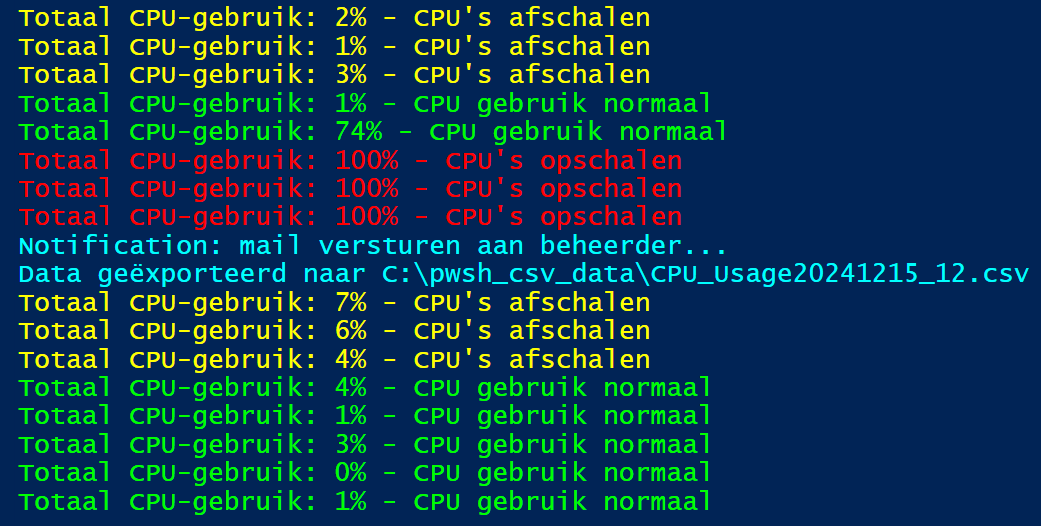 Totaal CPU-gebruik: 2% - CPU's afschalen
Totaal CPU-gebruik: 1% - CPU's afschalen
Totaal CPU-gebruik: 3% - CPU's afschalen
Totaal CPU-gebruik: 1% - CPU gebruik normaal
Totaal CPU-gebruik: 74% - CPU gebruik normaal
Totaal CPU-gebruik: 100% - CPU's opschalen
Totaal CPU-gebruik: 100% - CPU's opschalen
Totaal CPU-gebruik: 100% - CPU's opschalen
Notification: mail versturen aan beheerder...
Data geëxporteerd naar C:\pwsh_csv_data\CPU_Usage20241215_12.csv
Totaal CPU-gebruik: 7% - CPU's afschalen
Totaal CPU-gebruik: 6% - CPU's afschalen
Totaal CPU-gebruik: 4% - CPU's afschalen
Totaal CPU-gebruik: 4% - CPU gebruik normaal
Totaal CPU-gebruik: 1% - CPU gebruik normaal
Totaal CPU-gebruik: 3% - CPU gebruik normaal
Totaal CPU-gebruik: 0% - CPU gebruik normaal
Totaal CPU-gebruik: 1% - CPU gebruik normaal